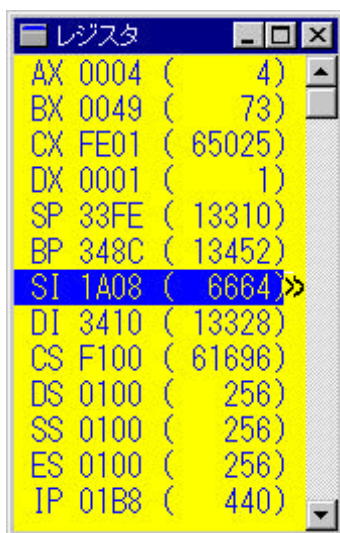 レジスタ
AX 0004 (     4)
BX 0049 (    73)
CX FE01 ( 65025)
DX 0001 (     1)
SP 33FE ( 13310)
BP 348C ( 13452)
SI 1A08 (  6664)»
DI 3410 ( 13328)
CS F100 ( 61696)
DS 0100 (   256)
SS 0100 (   256)
ES 0100 (   256)
IP 01B8 (   440)